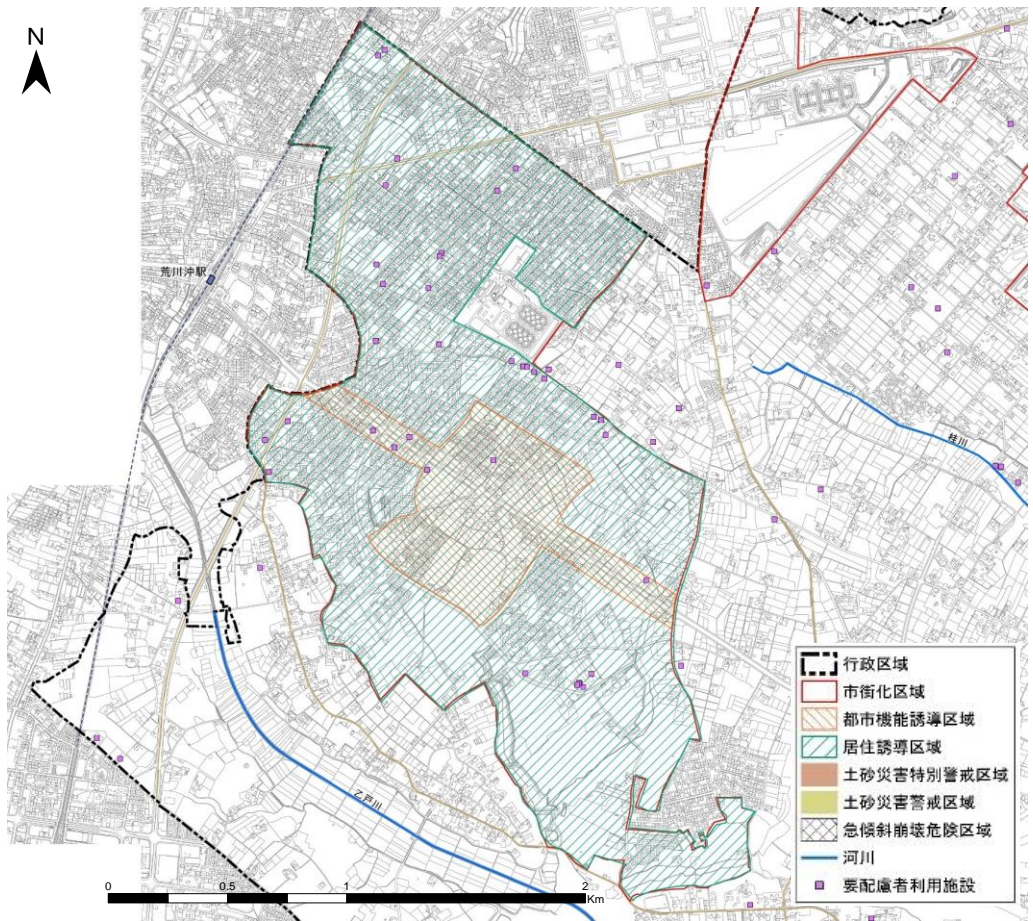 N
荒川沖駅
桂川
乙戸川
行政区域
市街化区域
都市機能誘導区域
居住誘導区域
土砂災害特別警戒区域
土砂災害警戒区域
急傾斜崩壊危険区域
河川
要配慮者利用施設
0 0.5 1 2
Km